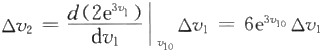 Δv₂ = d(2e^{3v₁})/dv₁ |_{v₁₀} Δv₁ = 6e^{3v₁₀} Δv₁